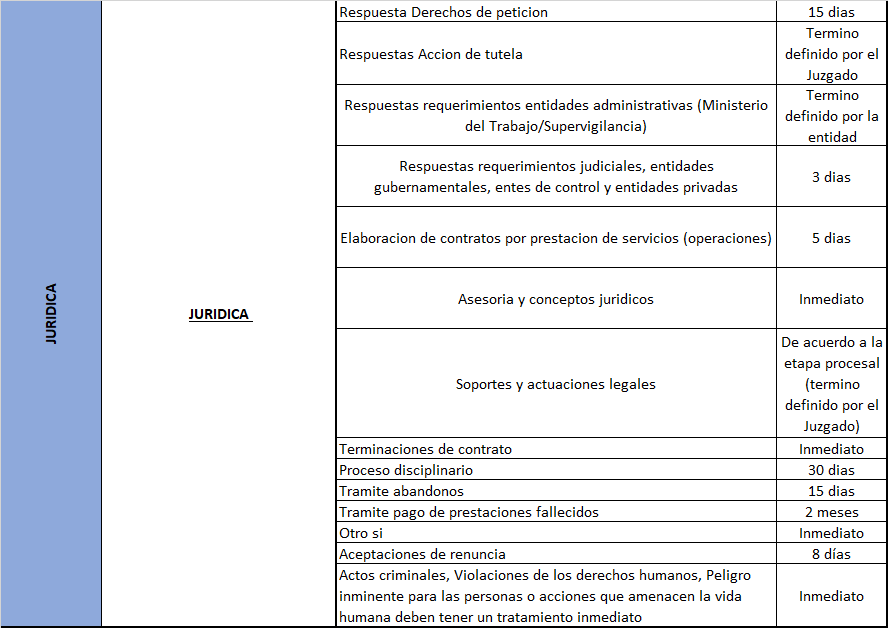 JURIDICA
JURIDICA
Respuesta Derechos de peticion
15 dias
Respuestas Accion de tutela
Termino
definido por el
Juzgado
Respuestas requerimientos entidades administrativas (Ministerio
del Trabajo/Supervigilancia)
Termino
definido por la
entidad
Respuestas requerimientos judiciales, entidades
gubernamentales, entes de control y entidades privadas
3 dias
Elaboracion de contratos por prestacion de servicios (operaciones)
5 dias
Asesoria y conceptos juridicos
Inmediato
Soportes y actuaciones legales
De acuerdo a la
etapa procesal
(termino
definido por el
Juzgado)
Terminaciones de contrato
Inmediato
Proceso disciplinario
30 dias
Tramite abandonos
15 dias
Tramite pago de prestaciones fallecidos
2 meses
Otro si
Inmediato
Aceptaciones de renuncia
8 días
Actos criminales, Violaciones de los derechos humanos, Peligro
inminente para las personas o acciones que amenacen la vida
humana deben tener un tratamiento inmediato
Inmediato